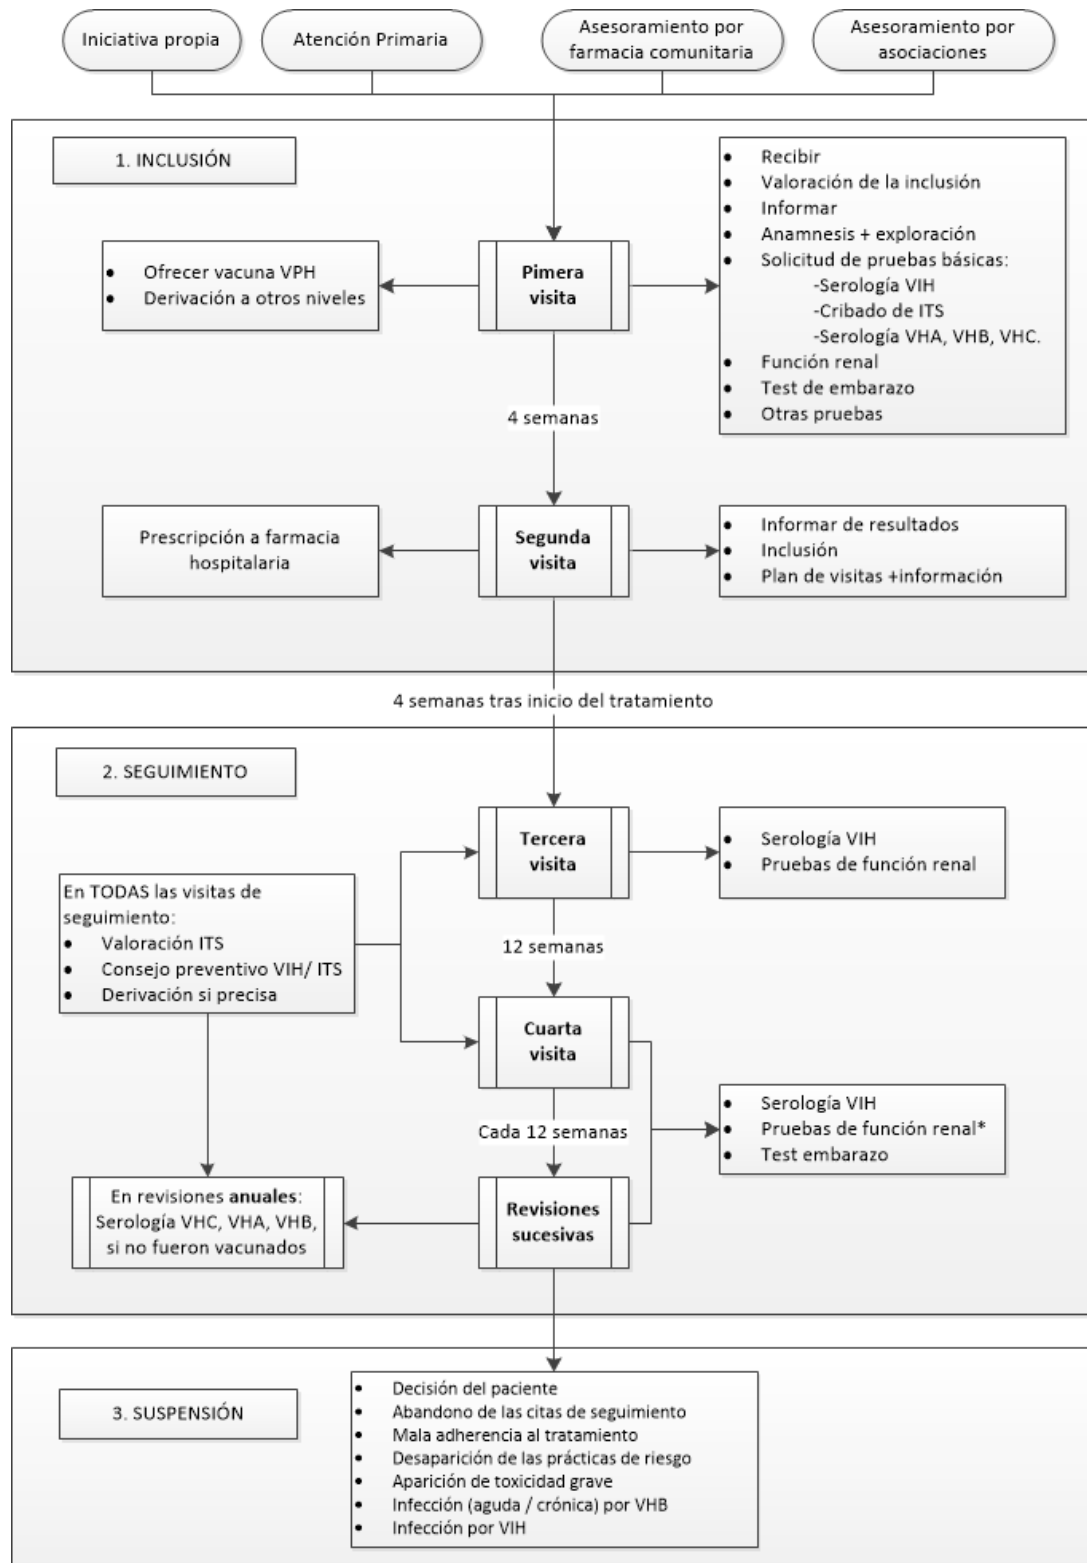 Iniciativa propia
Atención Primaria
Asesoramiento por
farmacia comunitaria
Asesoramiento por
asociaciones
1. INCLUSIÓN
• Ofrecer vacuna VPH
• Derivación a otros niveles
Pimera
visita
• Recibir
• Valoración de la inclusión
• Informar
• Anamnesis + exploración
• Solicitud de pruebas básicas:
-Serología VIH
-Cribado de ITS
-Serología VHA, VHB, VHC.
• Función renal
• Test de embarazo
• Otras pruebas
4 semanas
Prescripción a farmacia
hospitalaria
Segunda
visita
• Informar de resultados
• Inclusión
• Plan de visitas +información
4 semanas tras inicio del tratamiento
2. SEGUIMIENTO
Tercera
visita
• Serología VIH
• Pruebas de función renal
En TODAS las visitas de
seguimiento:
• Valoración ITS
• Consejo preventivo VIH/ ITS
• Derivación si precisa
12 semanas
Cuarta
visita
Cada 12 semanas
• Serología VIH
• Pruebas de función renal*
• Test embarazo
En revisiones anuales:
Serología VHC, VHA, VHB,
si no fueron vacunados
Revisiones
sucesivas
3. SUSPENSIÓN
• Decisión del paciente
• Abandono de las citas de seguimiento
• Mala adherencia al tratamiento
• Desaparición de las prácticas de riesgo
• Aparición de toxicidad grave
• Infección (aguda / crónica) por VHB
• Infección por VIH